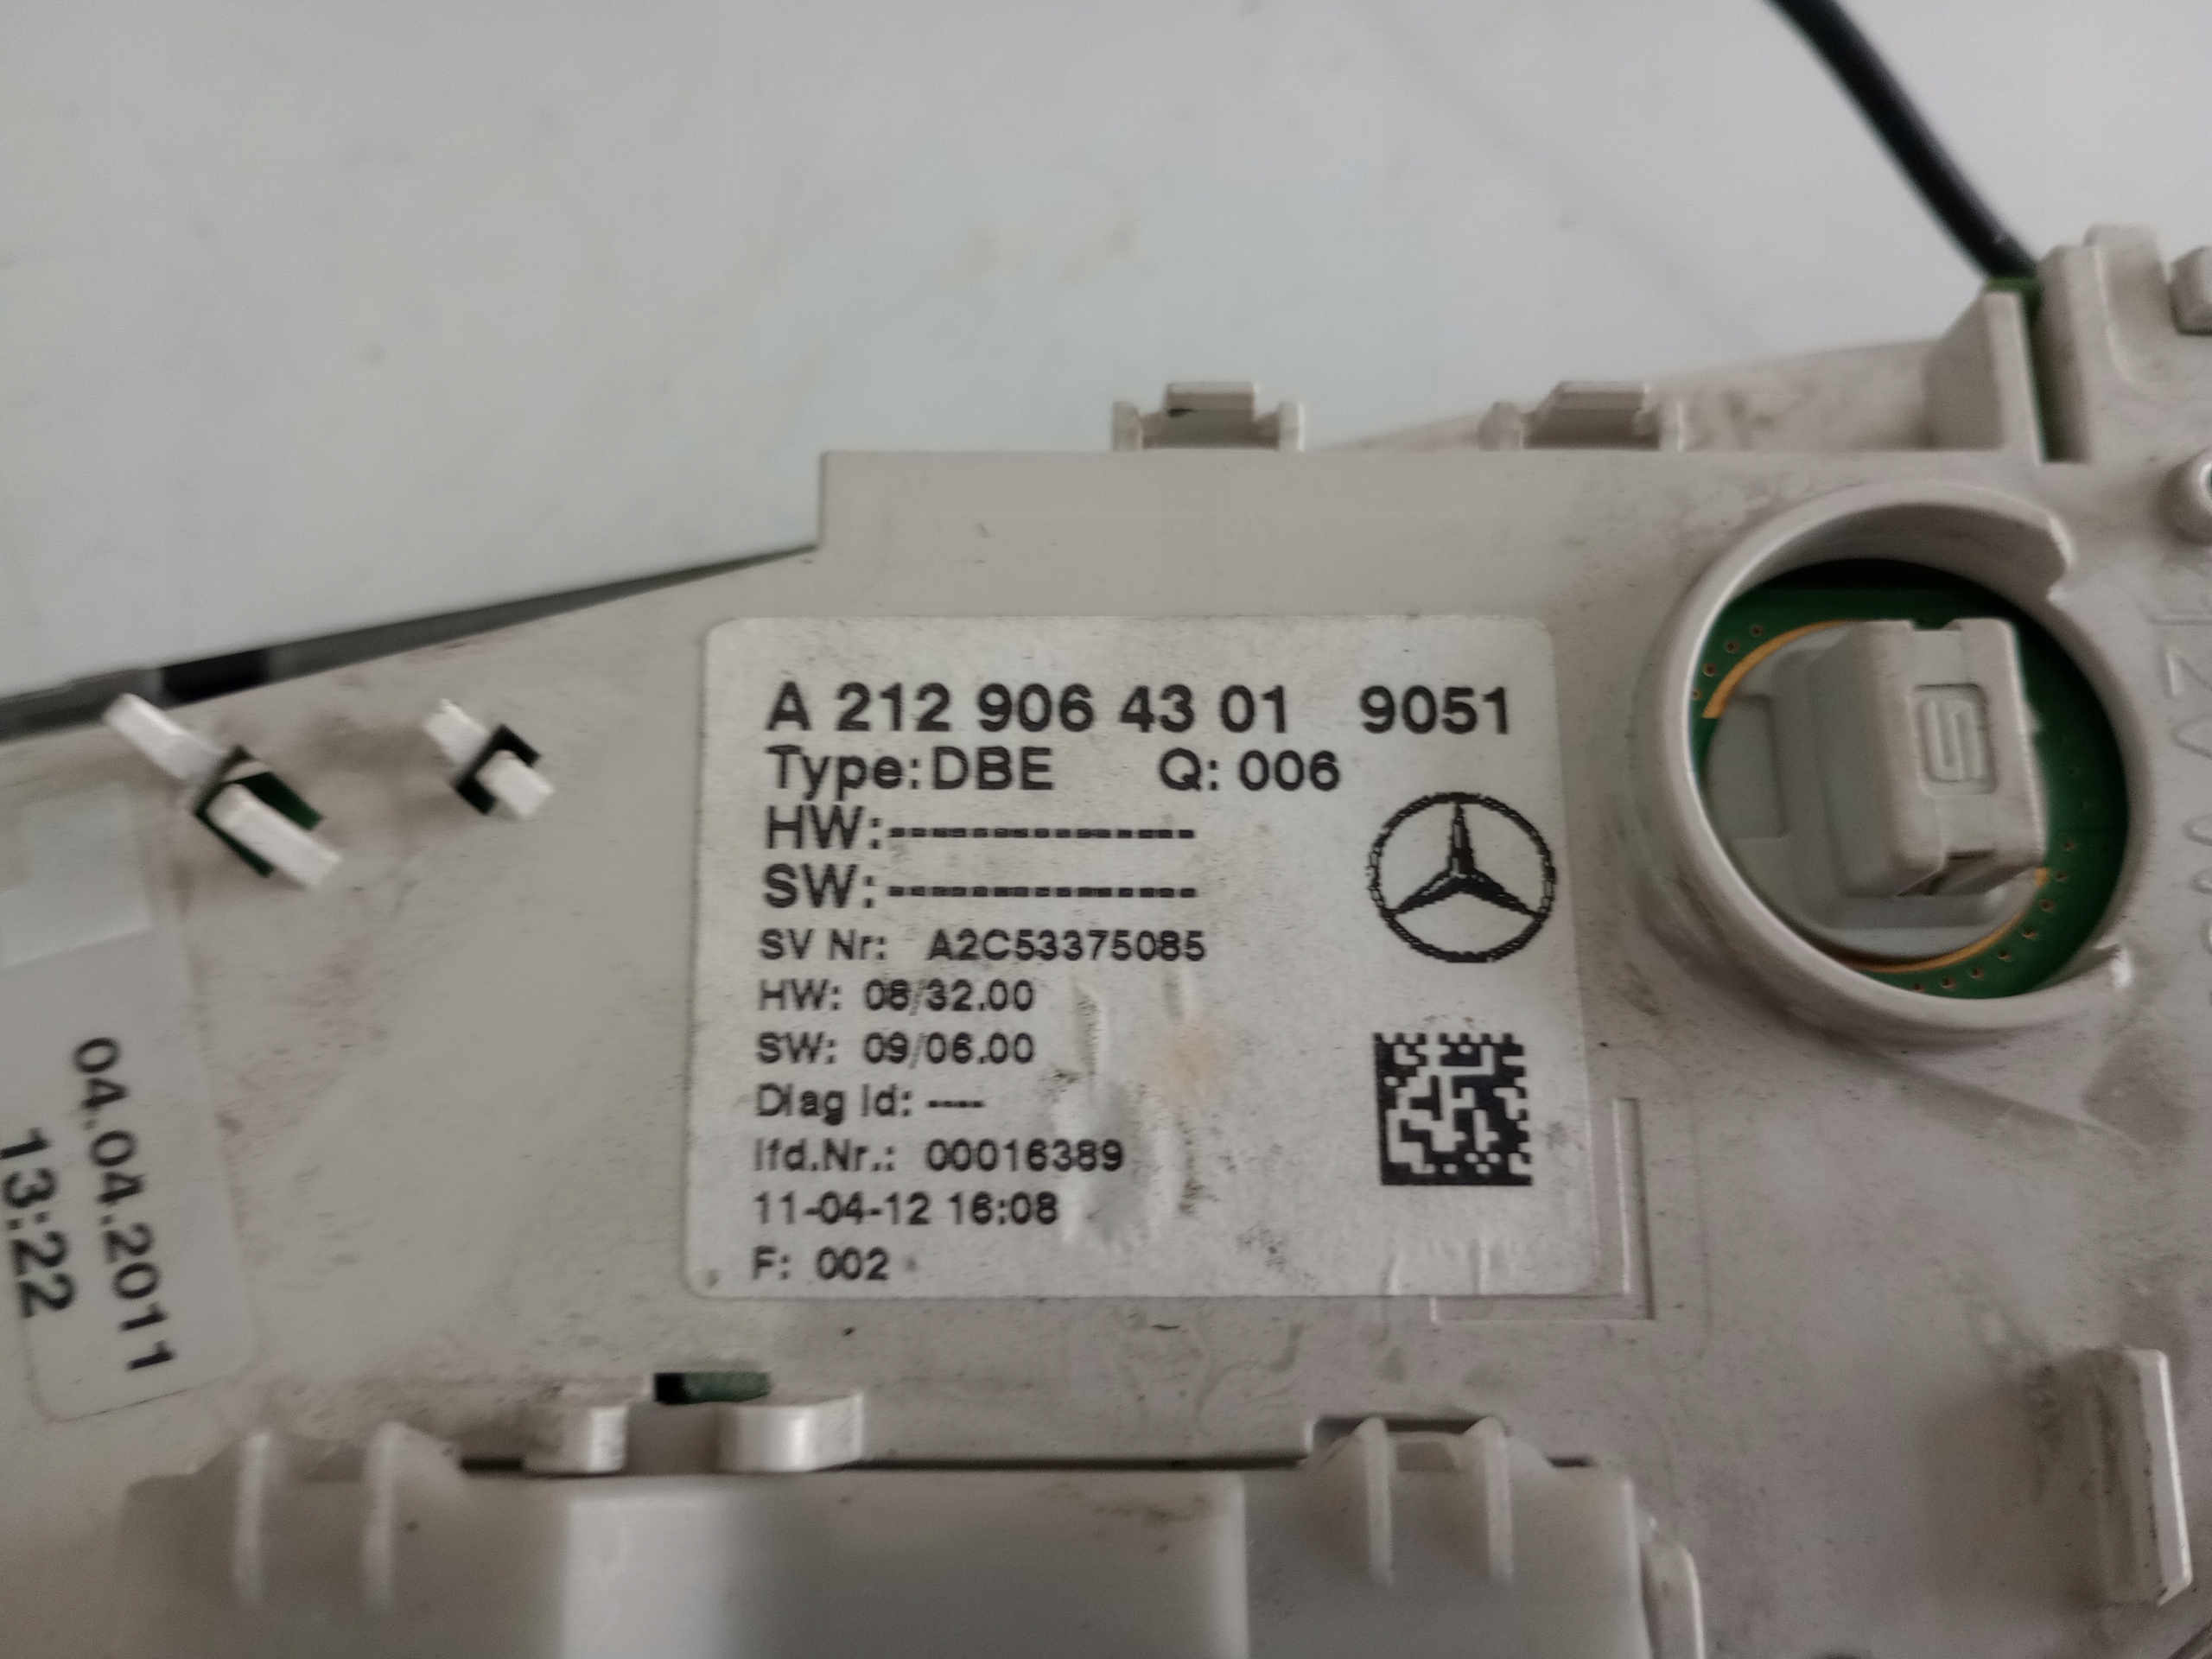 A 212 906 43 01 9051
Type: DBE Q: 006
HW:---------------
SW:---------------
SV Nr: A2C53375085
HW: 08/32.00
SW: 09/06.00
Diag Id: ----
lfd.Nr.: 00016389
11-04-12 16:08
F: 002
04.04.2011
13:22